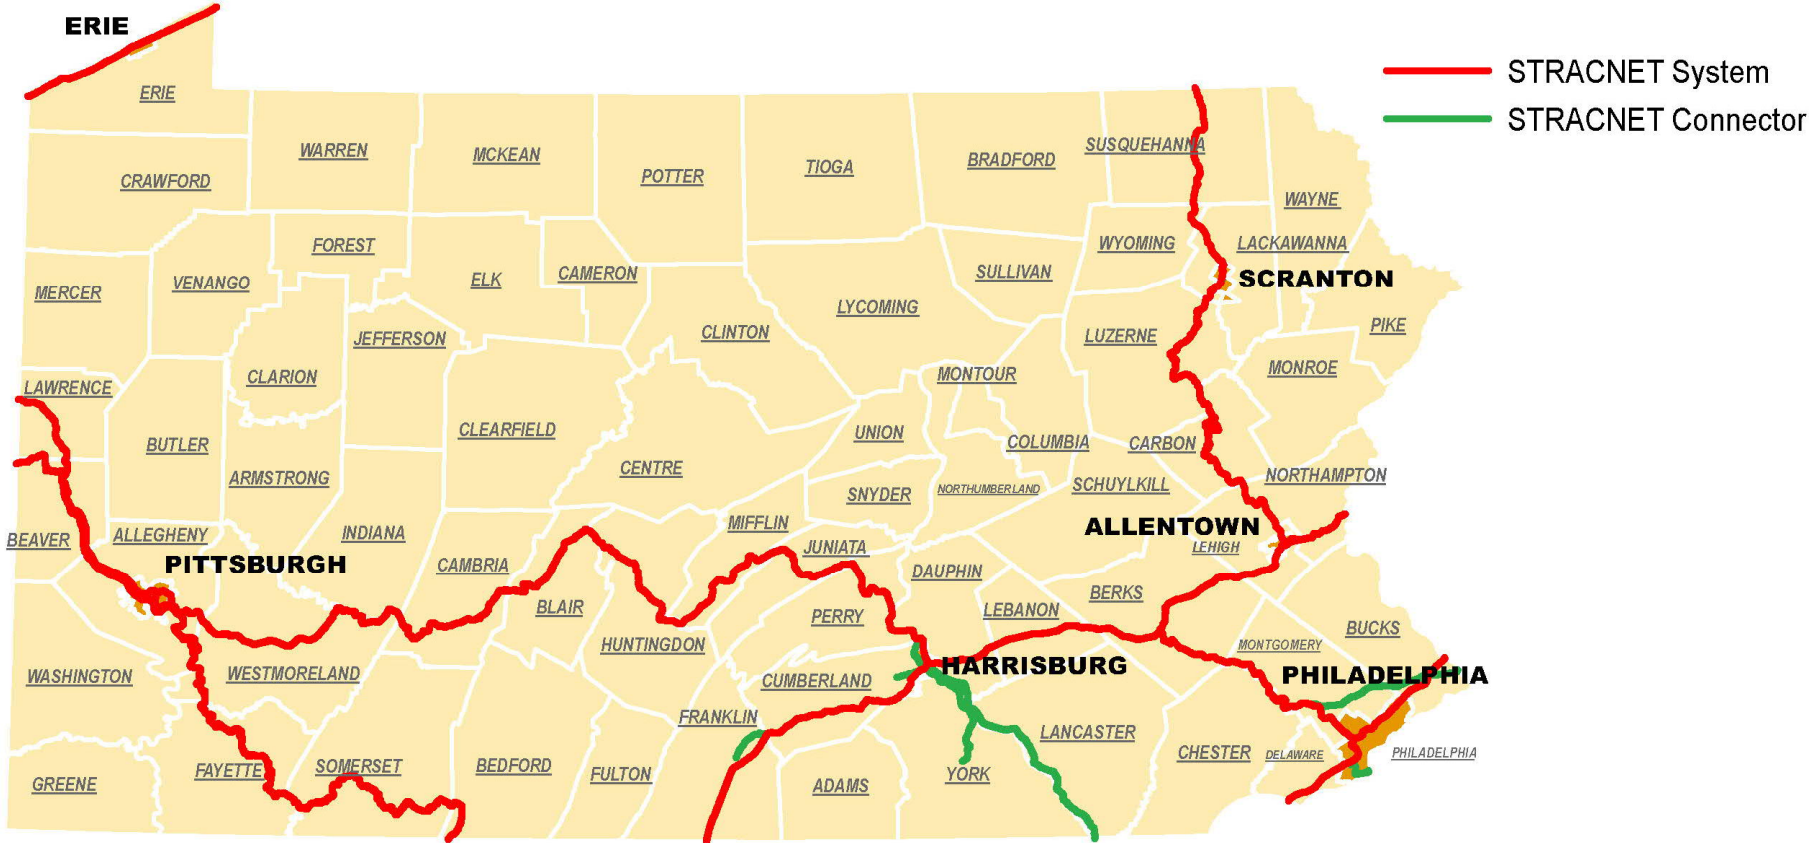 ERIE
STRACNET System
ERIE
STRACNET Connector
WARREN
MCKEAN
SUSQUEHANNA
BRADFORD
TIOGA
POTTER
CRAWFORD
WAYNE
FOREST
WYOMING
LACKAWANNA
CAMERON
SULLIVAN
ELK
VENANGO
SCRANTON
MERCER
LYCOMING
PIKE
CLINTON
LUZERNE
JEFFERSON
MONROE
MONTOUR
CLARION
LAWRENCE
CLEARFIELD
UNION
COLUMBIA
CARBON
BUTLER
CENTRE
ARMSTRONG
NORTHAMPTON
SCHUYLKILL
NORTHUMBERLAND
SNYDER
MIFFLIN
ALLENTOWN
INDIANA
ALLEGHENY
BEAVER
JUNIATA
LEHIGH
PITTSBURGH
CAMBRIA
DAUPHIN
BERKS
BLAIR
LEBANON
PERRY
BUCKS
HUNTINGDON
MONTGOMERY
HARRISBURG
WESTMORELAND
WASHINGTON
CUMBERLAND
PHILADELPHIA
FRANKLIN
LANCASTER
CHESTER
DELAWARE
PHILADELPHIA
FAYETTE
SOMERSET
BEDFORD
FULTON
YORK
GREENE
ADAMS